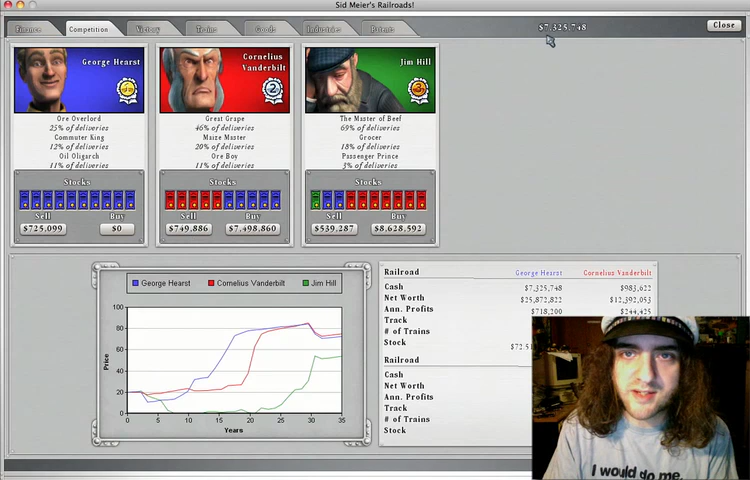 Sid Meier's Railroads!
Finance
Competition
Victory
Trains
Goods
Industries
Patents
$7,325,748
Close
George Hearst
Ore Overlord
25% of deliveries
Commuter King
12% of deliveries
Oil Oligarch
11% of deliveries
Stocks
Sell Buy
$725,099 $0
Cornelius
Vanderbilt
2
Great Grape
46% of deliveries
Maize Master
20% of deliveries
Ore Boy
11% of deliveries
Stocks
Sell Buy
$749,886 $7,498,860
Jim Hill
3
The Master of Beef
69% of deliveries
Grocer
18% of deliveries
Passenger Prince
3% of deliveries
Stocks
Sell Buy
$539,287 $8,628,592
George Hearst Cornelius Vanderbilt Jim Hill
Price
100
80
60
40
20
0
0 5 10 15 20 25 30 35
Years
Railroad George Hearst Cornelius Vanderbilt
Cash $7,325,748 $983,622
Net Worth $25,872,822 $12,392,053
Ann. Profits $718,200 $244,425
Track
# of Trains
Stock
Railroad
Cash
Net Worth
Ann. Profits
Track
# of Trains
Stock
I would do me.